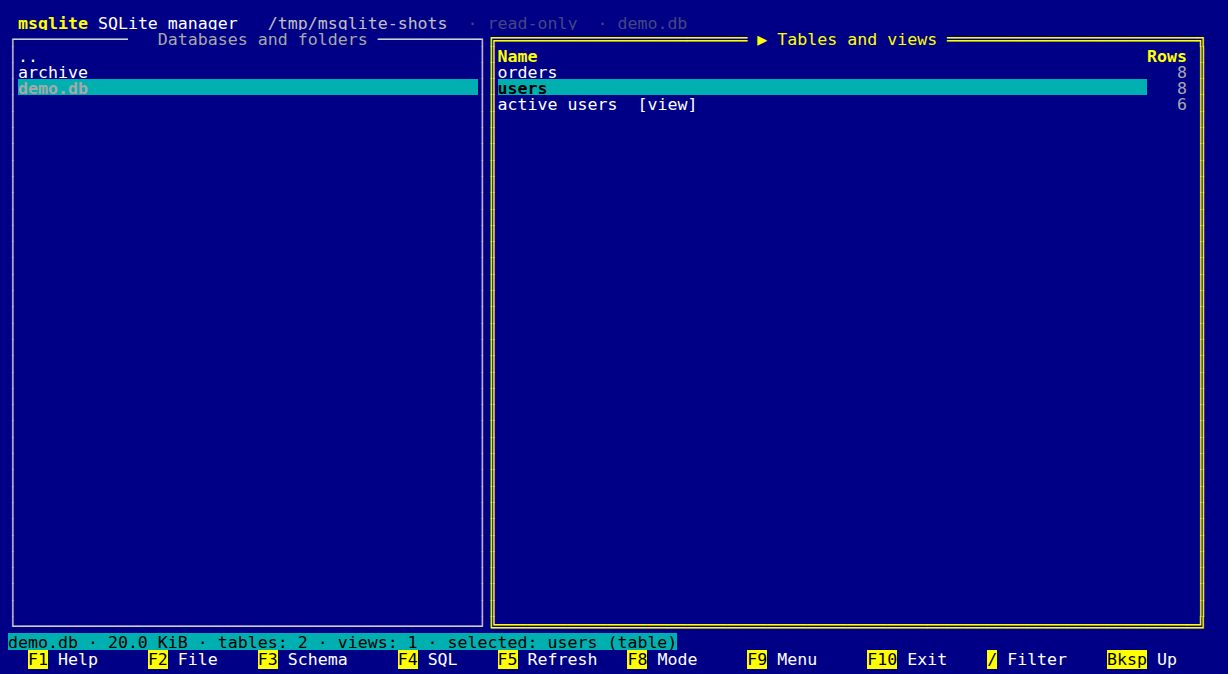 msqlite SQLite manager /tmp/msqlite-shots · read-only · demo.db
Databases and folders
..
archive
demo.db
▶ Tables and views
Name Rows
orders 8
users 8
active users [view] 6
demo.db · 20.0 KiB · tables: 2 · views: 1 · selected: users (table)
F1 Help F2 File F3 Schema F4 SQL F5 Refresh F8 Mode F9 Menu F10 Exit / Filter Bksp Up